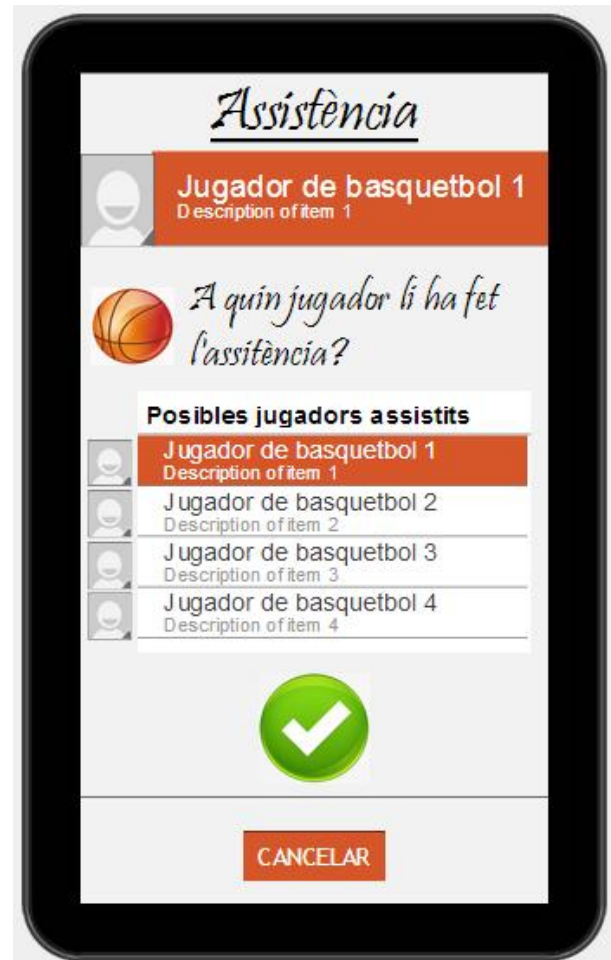 Assistència
Jugador de basquetbol 1
Description of item 1
A quin jugador li ha fet
l'assitència?
Posibles jugadors assistits
Jugador de basquetbol 1
Description of item 1
Jugador de basquetbol 2
Description of item 2
Jugador de basquetbol 3
Description of item 3
Jugador de basquetbol 4
Description of item 4
CANCELAR